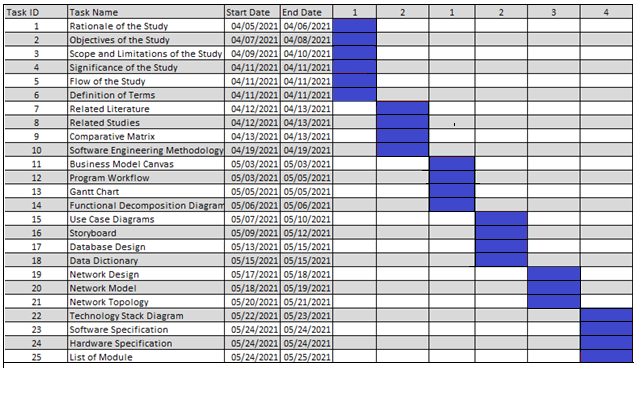 Task ID Task Name Start Date End Date 1 2 1 2 3 4
1 Rationale of the Study 04/05/2021 04/06/2021
2 Objectives of the Study 04/07/2021 04/08/2021
3 Scope and Limitations of the Study 04/09/2021 04/10/2021
4 Significance of the Study 04/11/2021 04/11/2021
5 Flow of the Study 04/11/2021 04/11/2021
6 Definition of Terms 04/11/2021 04/11/2021
7 Related Literature 04/12/2021 04/13/2021
8 Related Studies 04/12/2021 04/13/2021
9 Comparative Matrix 04/13/2021 04/13/2021
10 Software Engineering Methodology 04/19/2021 04/19/2021
11 Business Model Canvas 05/03/2021 05/03/2021
12 Program Workflow 05/03/2021 05/05/2021
13 Gantt Chart 05/05/2021 05/05/2021
14 Functional Decomposition Diagram 05/06/2021 05/06/2021
15 Use Case Diagrams 05/07/2021 05/10/2021
16 Storyboard 05/09/2021 05/12/2021
17 Database Design 05/13/2021 05/15/2021
18 Data Dictionary 05/15/2021 05/15/2021
19 Network Design 05/17/2021 05/18/2021
20 Network Model 05/18/2021 05/19/2021
21 Network Topology 05/20/2021 05/21/2021
22 Technology Stack Diagram 05/22/2021 05/23/2021
23 Software Specification 05/24/2021 05/24/2021
24 Hardware Specification 05/24/2021 05/24/2021
25 List of Module 05/24/2021 05/25/2021